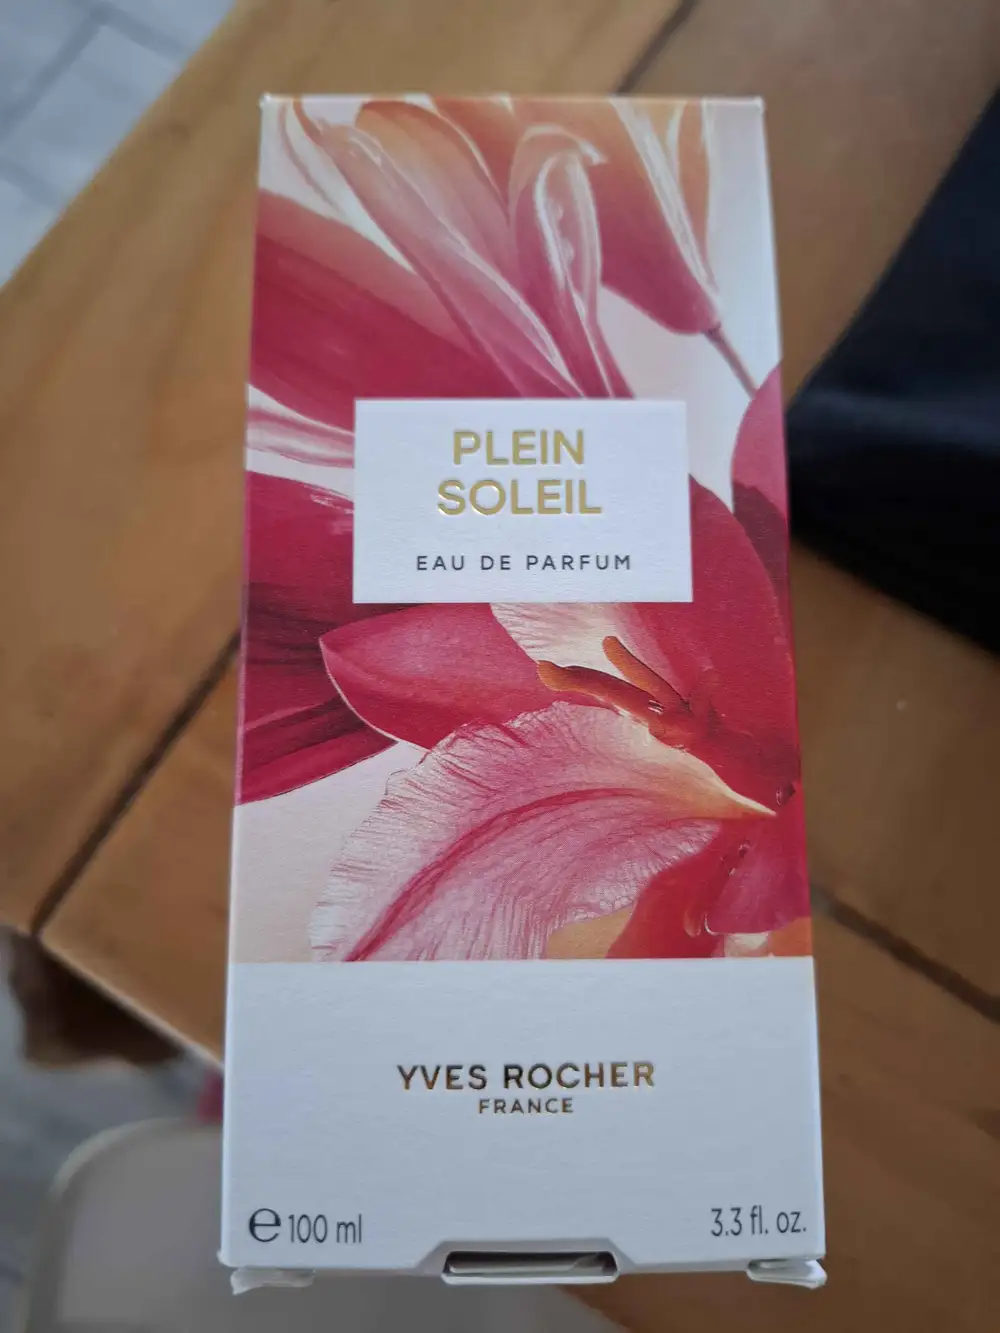 PLEIN
SOLEIL
EAU DE PARFUM
YVES ROCHER
FRANCE
℮ 100 ml
3.3 fl. oz.